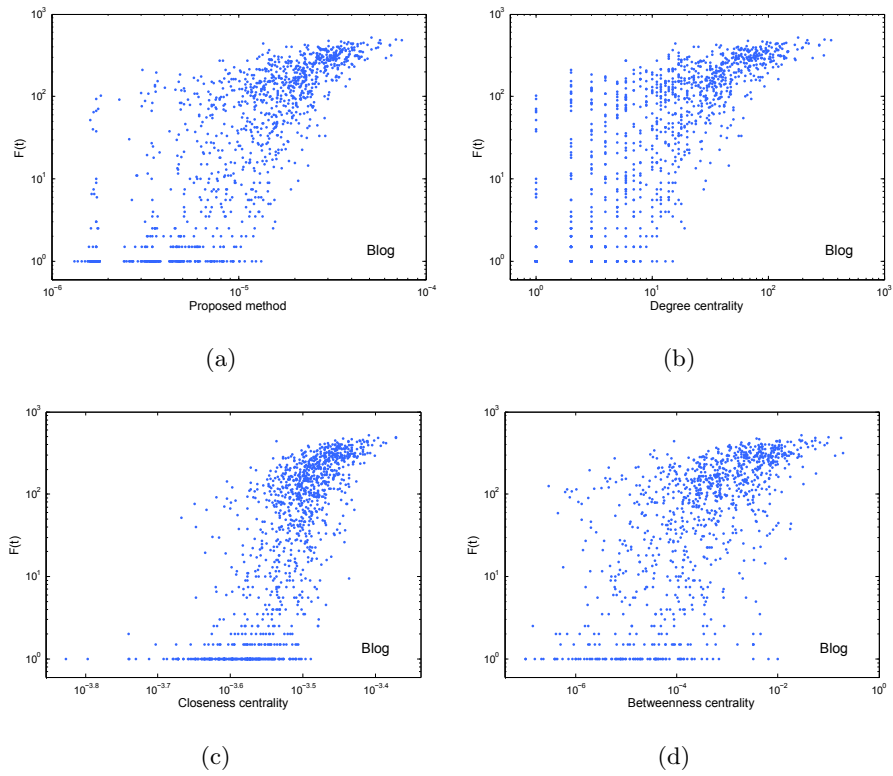 10³
10²
10¹
10⁰
F(t)
Blog
10⁻⁶ 10⁻⁵ 10⁻⁴
Proposed method
(a)
10³
10²
10¹
10⁰
F(t)
Blog
10⁰ 10¹ 10² 10³
Degree centrality
(b)
10³
10²
10¹
10⁰
F(t)
Blog
10⁻³·⁸ 10⁻³·⁷ 10⁻³·⁶ 10⁻³·⁵ 10⁻³·⁴
Closeness centrality
(c)
10³
10²
10¹
10⁰
F(t)
Blog
10⁻⁶ 10⁻⁴ 10⁻² 10⁰
Betweenness centrality
(d)